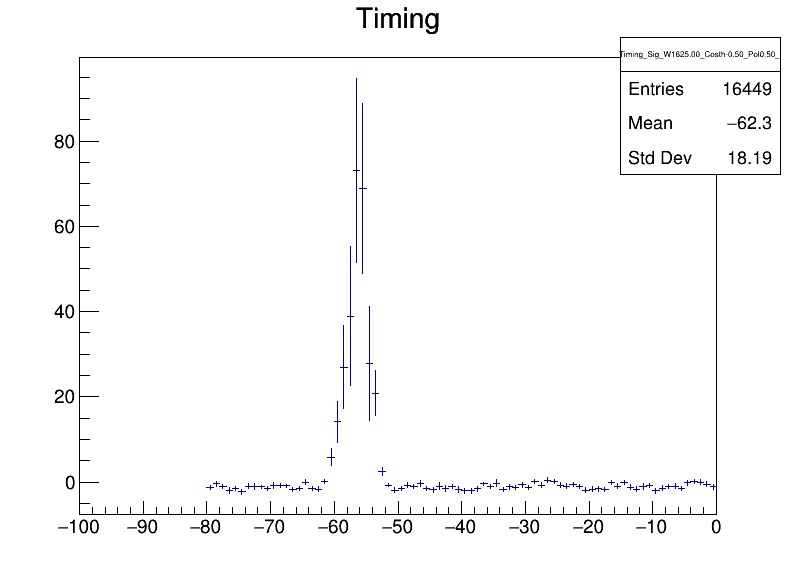 Timing
Timing_Sig_W1625.00_Costh-0.50_Pol0.50_
Entries 16449
Mean −62.3
Std Dev 18.19
80
60
40
20
0
−100 −90 −80 −70 −60 −50 −40 −30 −20 −10 0